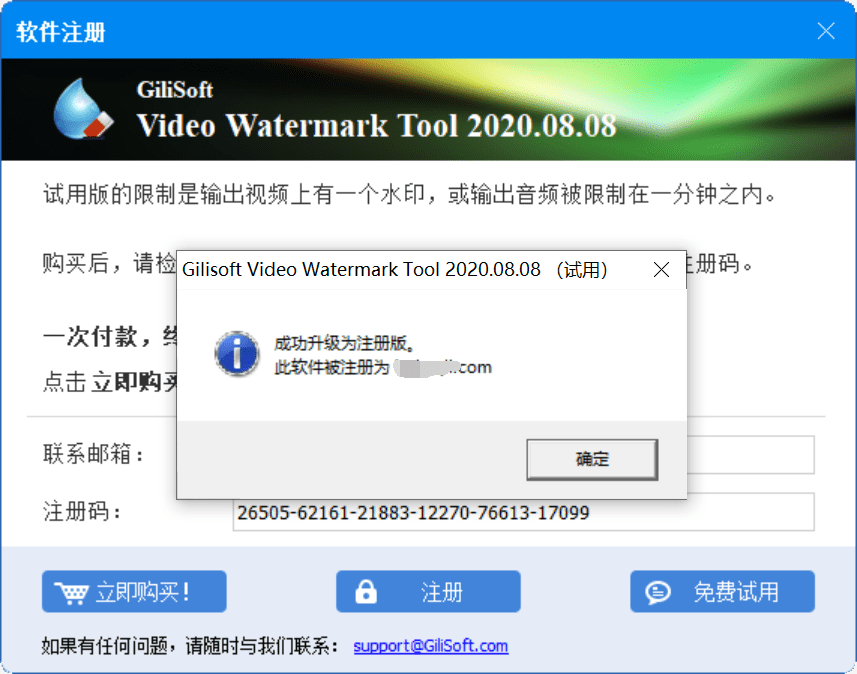 软件注册
GiliSoft
Video Watermark Tool 2020.08.08
试用版的限制是输出视频上有一个水印，或输出音频被限制在一分钟之内。
购买后，请检
册码。
Gilisoft Video Watermark Tool 2020.08.08 （试用）
成功升级为注册版。
此软件被注册为 .com
确定
一次付款，
点击 立即购买
联系邮箱：
注册码：
26505-62161-21883-12270-76613-17099
立即购买！
注册
免费试用
如果有任何问题，请随时与我们联系： support@GiliSoft.com